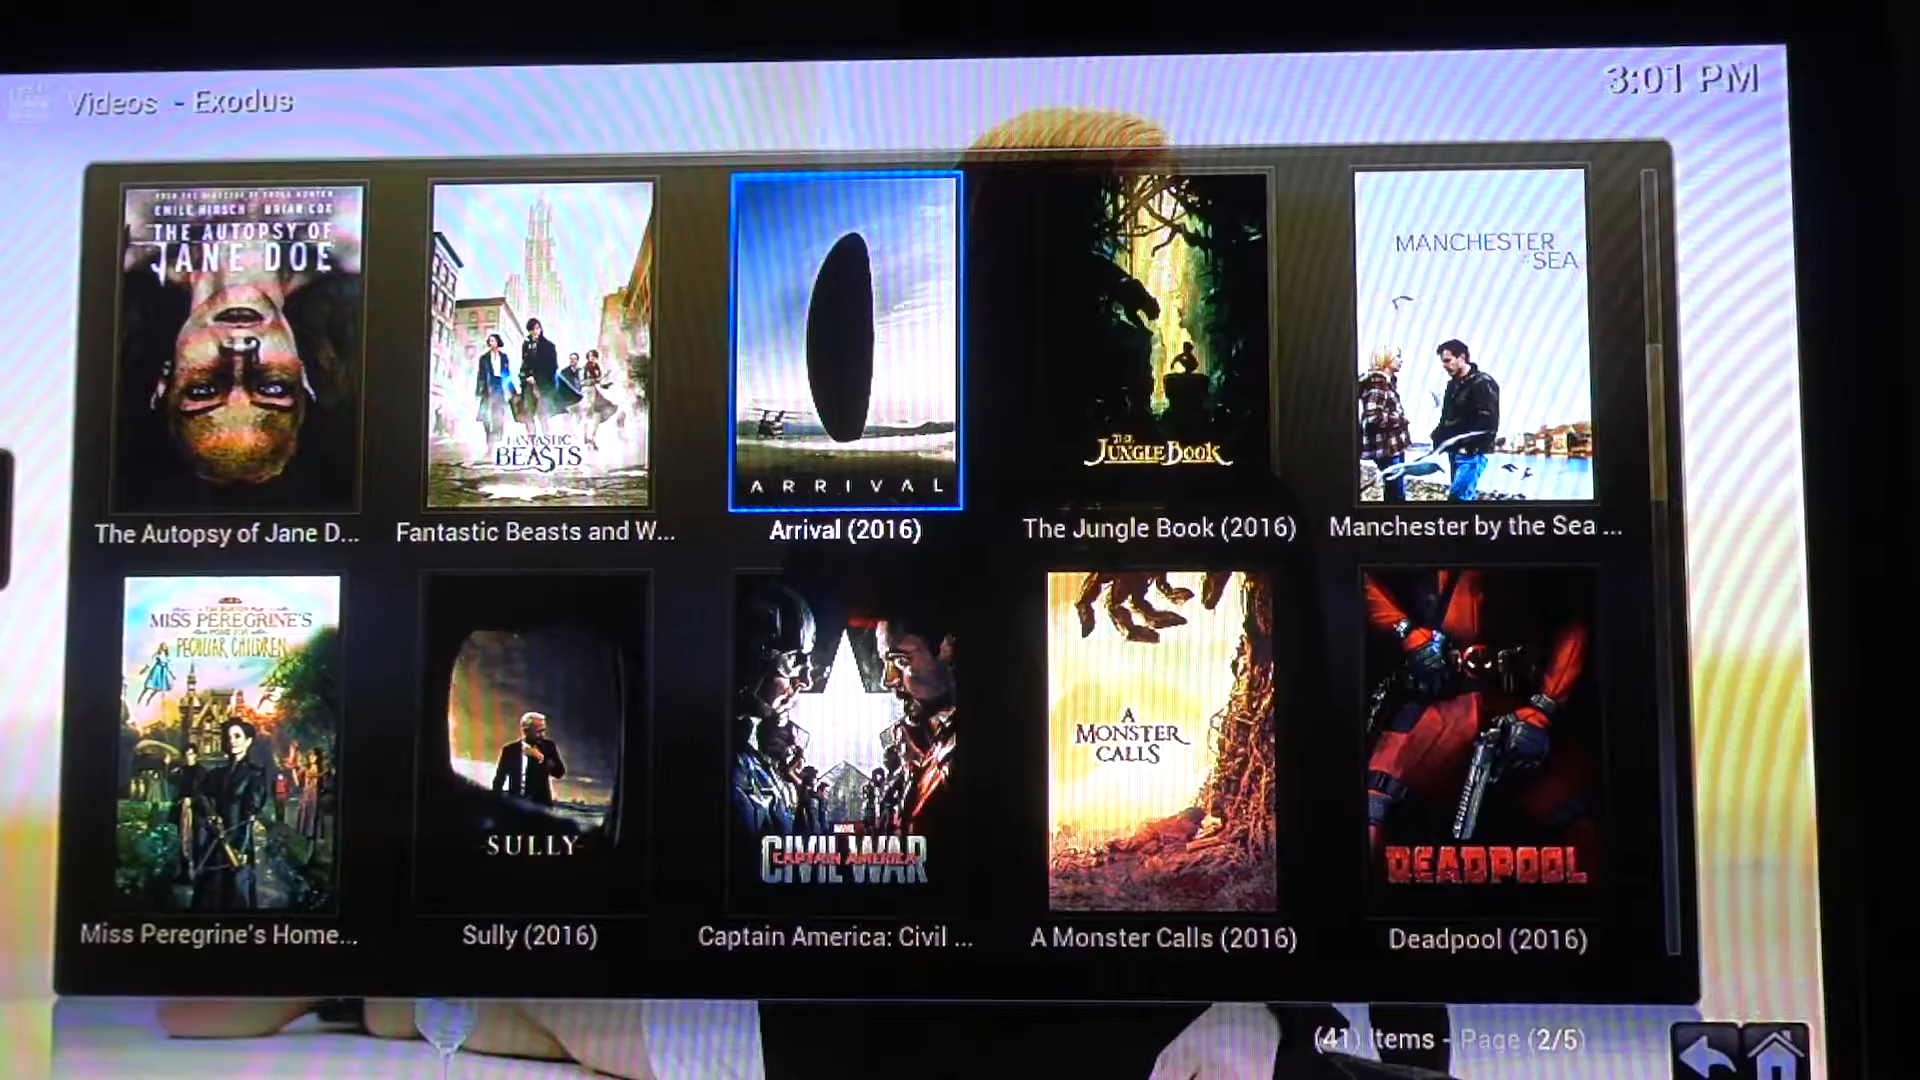 Videos - Exodus
3:01 PM
EMILE HIRSCH BRIAN COX
THE AUTOPSY OF
JANE DOE
FANTASTIC
BEASTS
ARRIVAL
THE
JUNGLE BOOK
MANCHESTER
SEA
The Autopsy of Jane D...
Fantastic Beasts and W...
Arrival (2016)
The Jungle Book (2016)
Manchester by the Sea ...
MISS PEREGRINE'S
PECULIAR CHILDREN
SULLY
MARVEL
CAPTAIN AMERICA
CIVIL WAR
A
MONSTER
CALLS
DEADPOOL
Miss Peregrine's Home...
Sully (2016)
Captain America: Civil ...
A Monster Calls (2016)
Deadpool (2016)
(41) Items - Page (2/5)